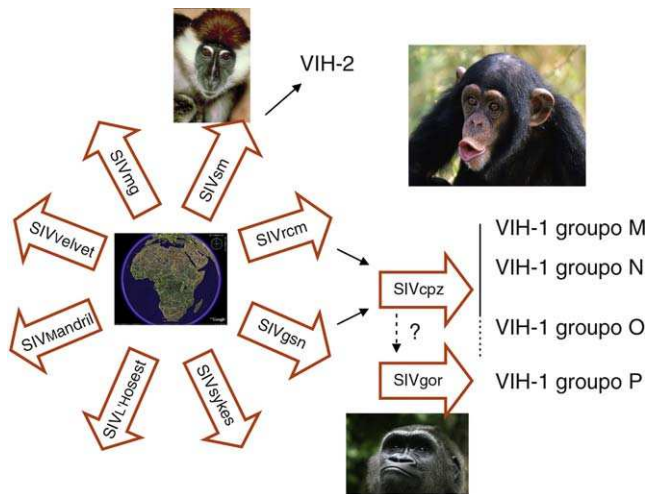 VIH-2
SIVmg
SIVsm
SIVvelvet
SIVrcm
VIH-1 groupo M
VIH-1 groupo N
SIVcpz
SIVMandril
SIVgsn
?
VIH-1 groupo O
SIVL'Hosest
SIVsykes
SIVgor
VIH-1 groupo P